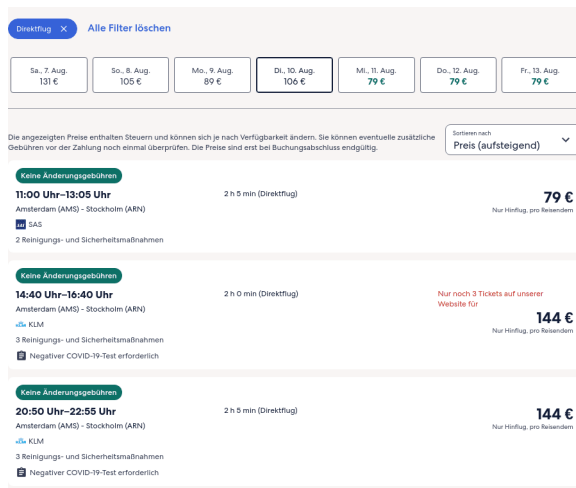 Direktflug ×
Alle Filter löschen
Sa., 7. Aug.
131 €
So., 8. Aug.
105 €
Mo., 9. Aug.
89 €
Di., 10. Aug.
106 €
Mi., 11. Aug.
79 €
Do., 12. Aug.
79 €
Fr., 13. Aug.
79 €
Die angezeigten Preise enthalten Steuern und können sich je nach Verfügbarkeit ändern. Sie können eventuelle zusätzliche
Gebühren vor der Zahlung noch einmal überprüfen. Die Preise sind erst bei Buchungsabschluss endgültig.
Sortieren nach
Preis (aufsteigend)
Keine Änderungsgebühren
11:00 Uhr–13:05 Uhr
2 h 5 min (Direktflug)
79 €
Amsterdam (AMS) - Stockholm (ARN)
Nur Hinflug, pro Reisendem
SAS SAS
2 Reinigungs- und Sicherheitsmaßnahmen
Keine Änderungsgebühren
14:40 Uhr–16:40 Uhr
2 h 0 min (Direktflug)
Nur noch 3 Tickets auf unserer
Website für
144 €
Amsterdam (AMS) - Stockholm (ARN)
Nur Hinflug, pro Reisendem
KLM
3 Reinigungs- und Sicherheitsmaßnahmen
Negativer COVID-19-Test erforderlich
Keine Änderungsgebühren
20:50 Uhr–22:55 Uhr
2 h 5 min (Direktflug)
144 €
Amsterdam (AMS) - Stockholm (ARN)
Nur Hinflug, pro Reisendem
KLM
3 Reinigungs- und Sicherheitsmaßnahmen
Negativer COVID-19-Test erforderlich